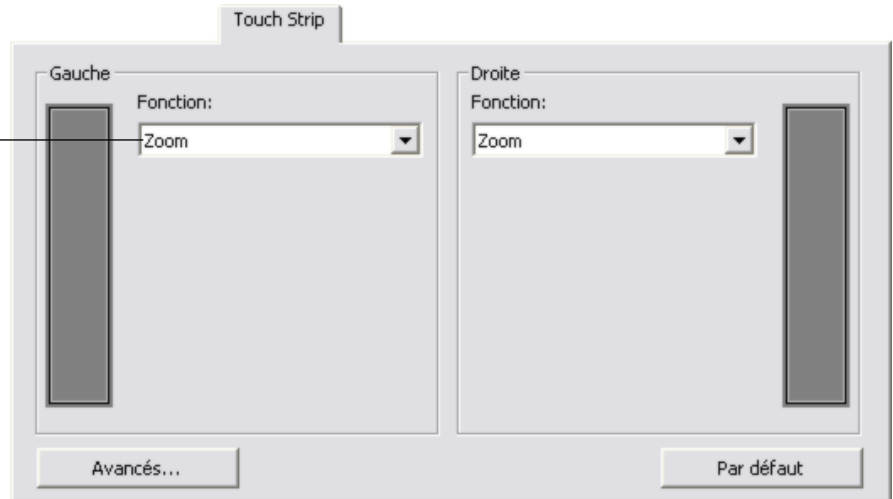 Touch Strip
Gauche
Fonction:
Zoom
Droite
Fonction:
Zoom
Avancés...
Par défaut